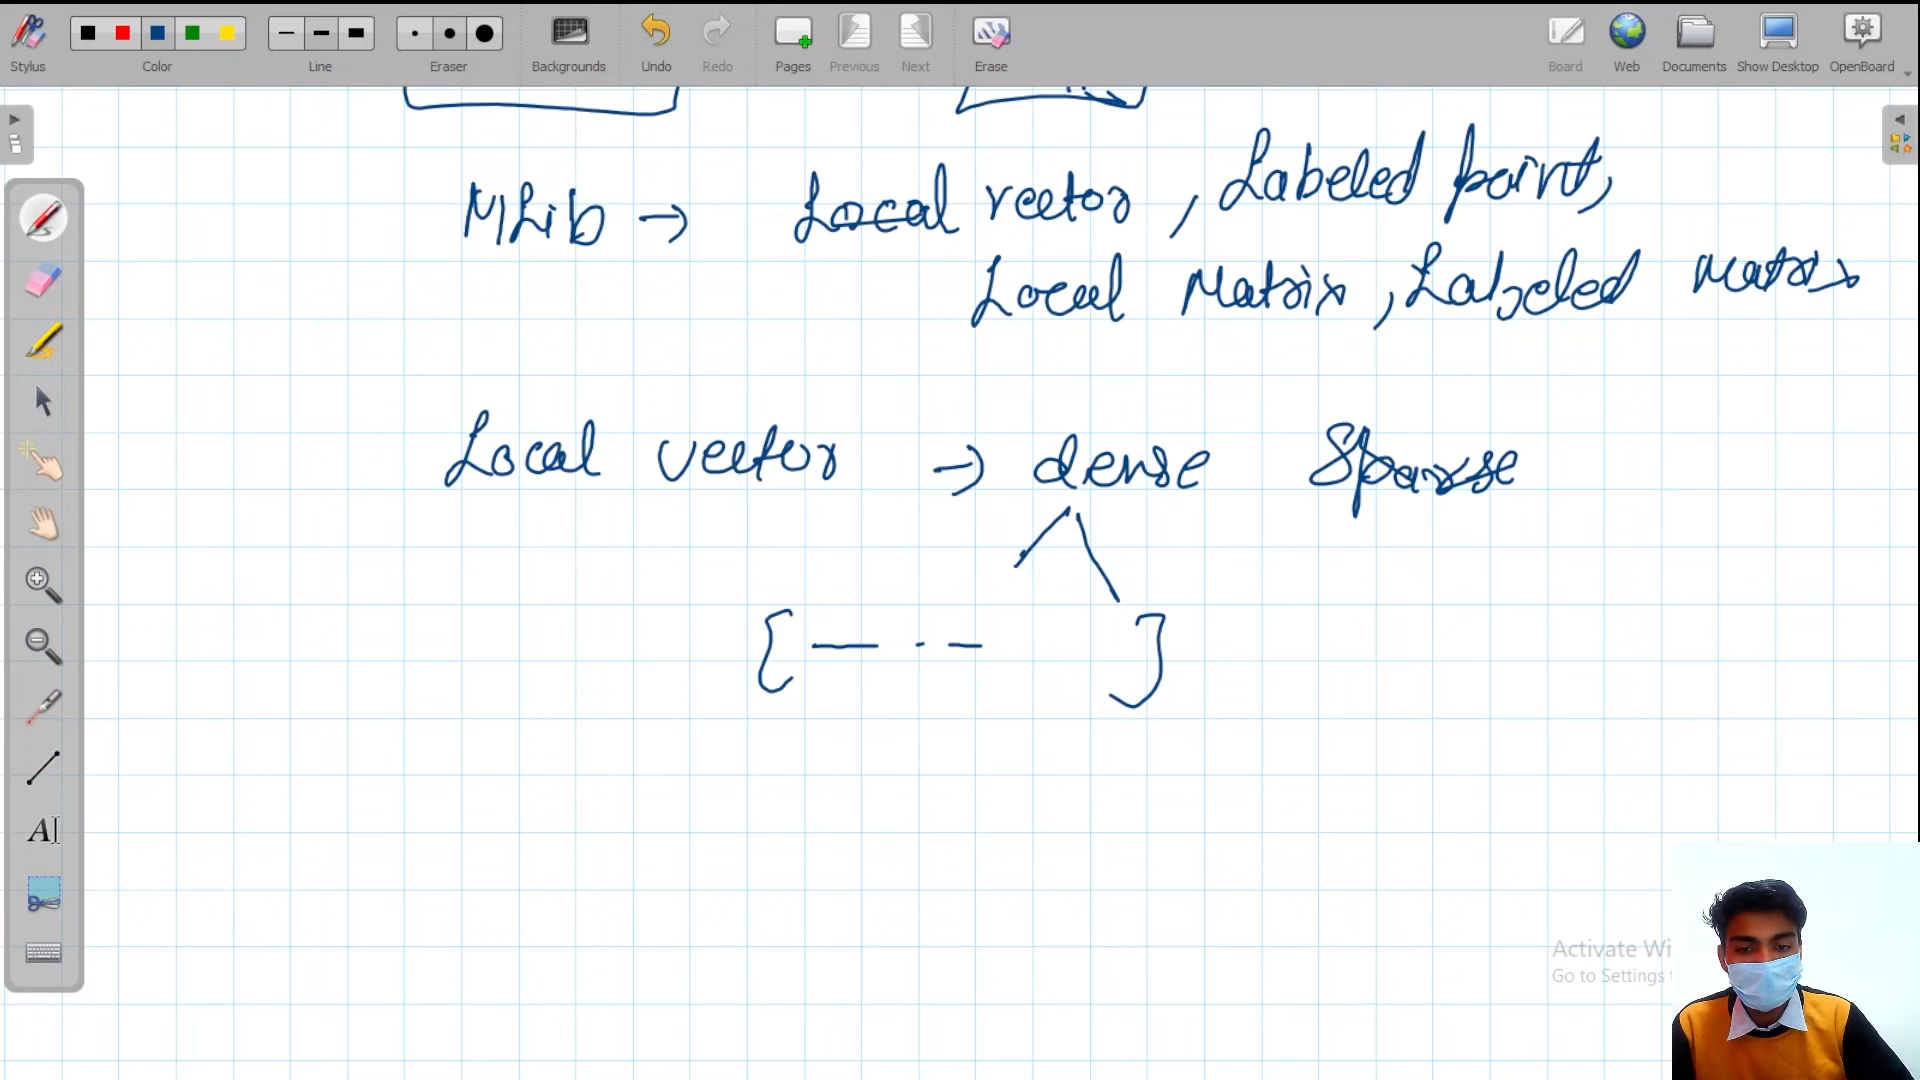 Stylus Color Line Eraser Backgrounds Undo Redo Pages Previous Next Erase Board Web Documents Show Desktop OpenBoard
MLib → Local vector , Labeled point,
Local Matrix , Labeled Matrix
Local vector → dense Sparse
[ — . – ]
Activate Wi
Go to Settings